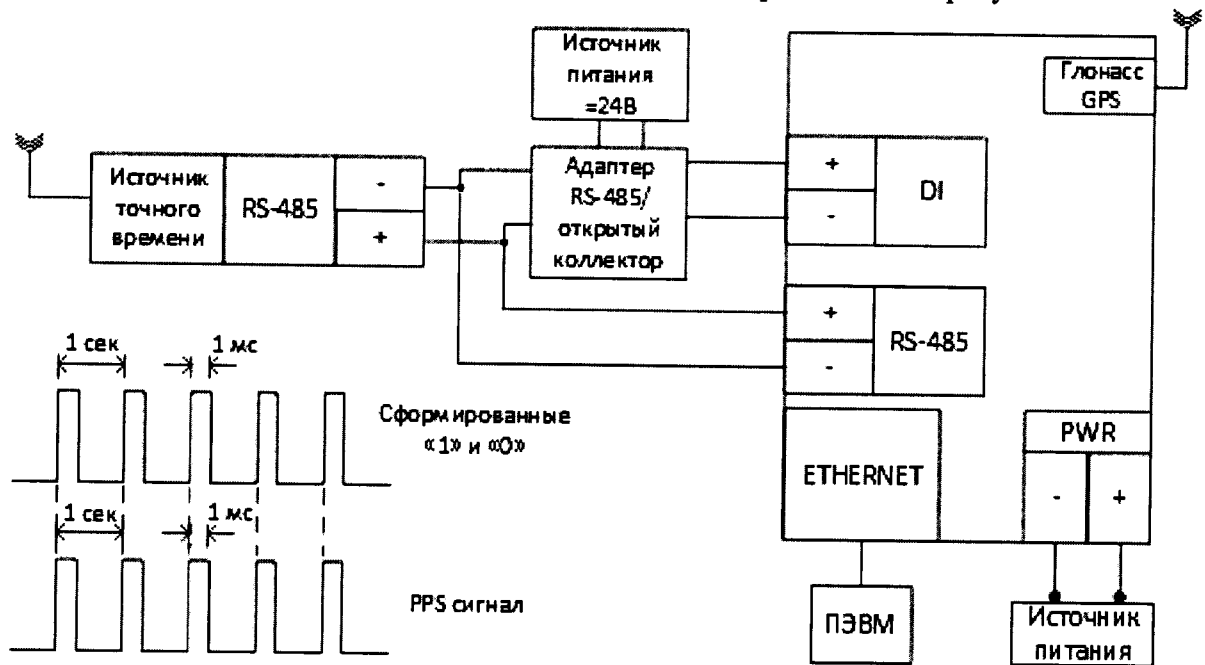 Источник
питания
=24В
Глонасс
GPS
Источник
точного
времени
RS-485
-
+
Адаптер
RS-485/
открытый
коллектор
+
-
DI
+
-
RS-485
1 сек
1 мс
Сформированные
«1» и «0»
1 сек
1 мс
PPS сигнал
ETHERNET
PWR
-
+
ПЭВМ
Источник
питания